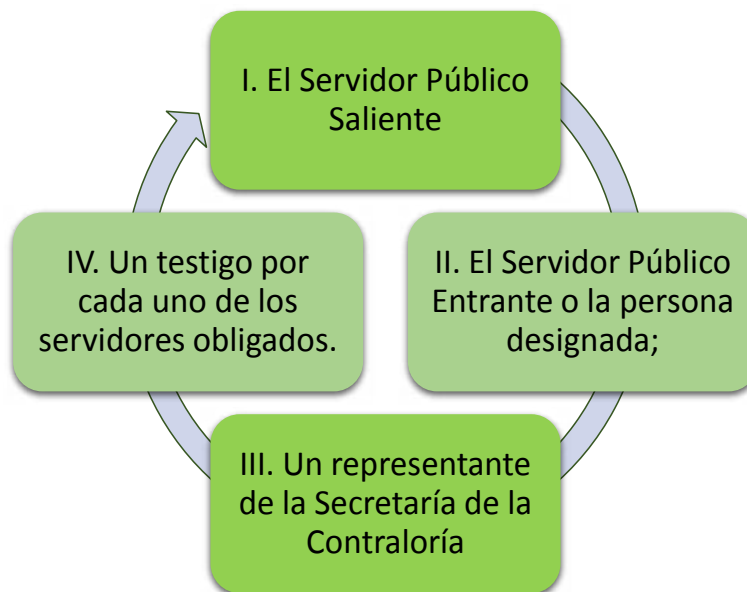 I. El Servidor Público
Saliente
II. El Servidor Público
Entrante o la persona
designada;
III. Un representante
de la Secretaría de la
Contraloría
IV. Un testigo por
cada uno de los
servidores obligados.